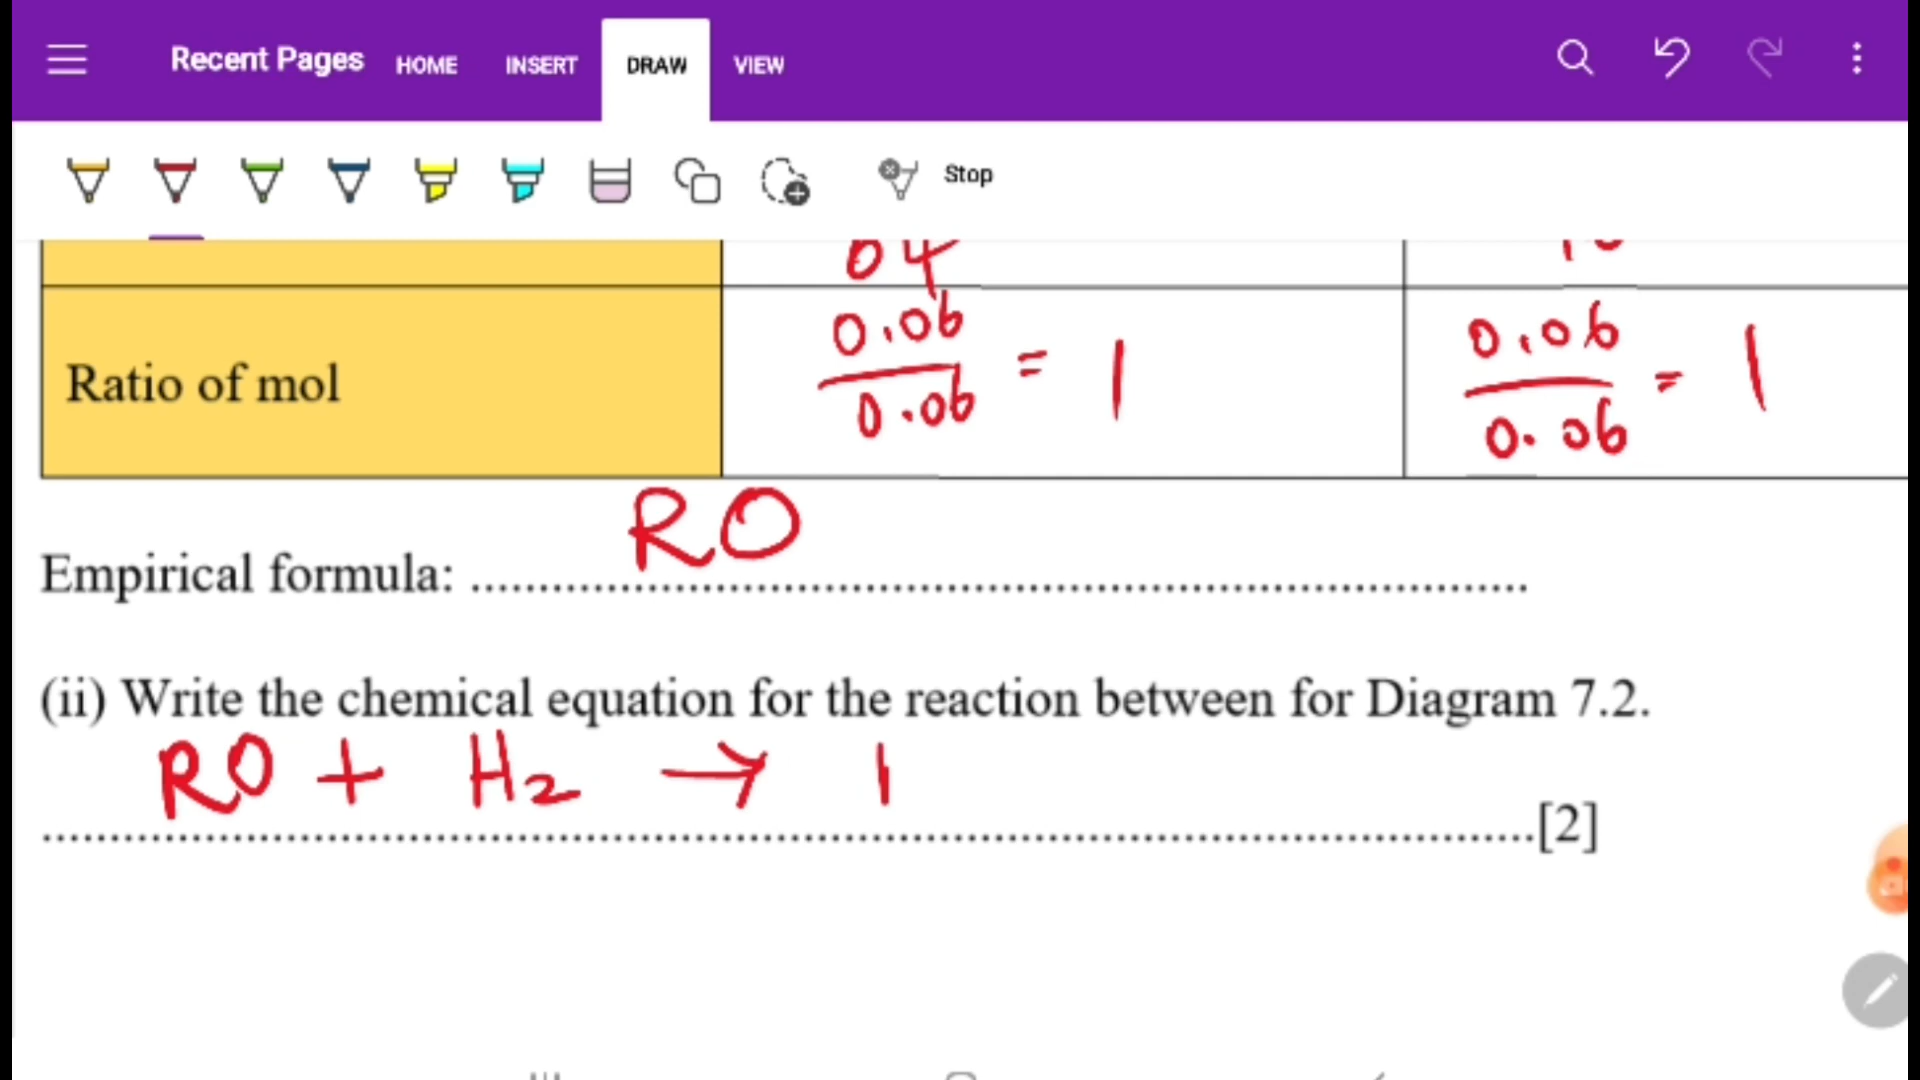 Recent Pages HOME INSERT DRAW VIEW
Stop
64
Ratio of mol 0.06 / 0.06 = 1 0.06 / 0.06 = 1
RO
Empirical formula: ................................................................
(ii) Write the chemical equation for the reaction between for Diagram 7.2.
RO + H₂ → 1
................................................................[2]